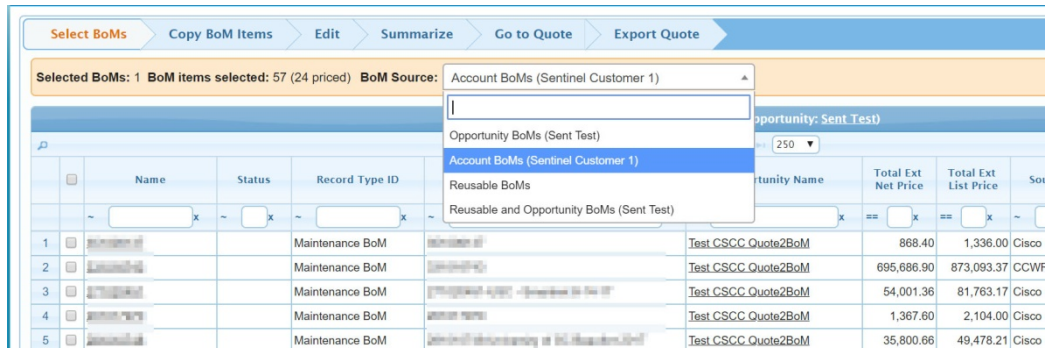 Select BoMs Copy BoM Items Edit Summarize Go to Quote Export Quote
Selected BoMs: 1 BoM items selected: 57 (24 priced) BoM Source: Account BoMs (Sentinel Customer 1)
Opportunity BoMs (Sent Test)
Account BoMs (Sentinel Customer 1)
Reusable BoMs
Reusable and Opportunity BoMs (Sent Test)
Sent Test)
250
Name Status Record Type ID Name Total Ext Net Price Total Ext List Price
~ x ~ x ~ x ~ x == x == x ~
1 Maintenance BoM Test CSCC Quote2BoM 868.40 1,336.00 Cisco
2 Maintenance BoM Test CSCC Quote2BoM 695,686.90 873,093.37
3 Maintenance BoM Test CSCC Quote2BoM 54,001.36 81,763.17 Cisco
4 Maintenance BoM Test CSCC Quote2BoM 1,367.60 2,104.00 Cisco
5 Maintenance BoM Test CSCC Quote2BoM 35,800.66 49,478.21 Cisco